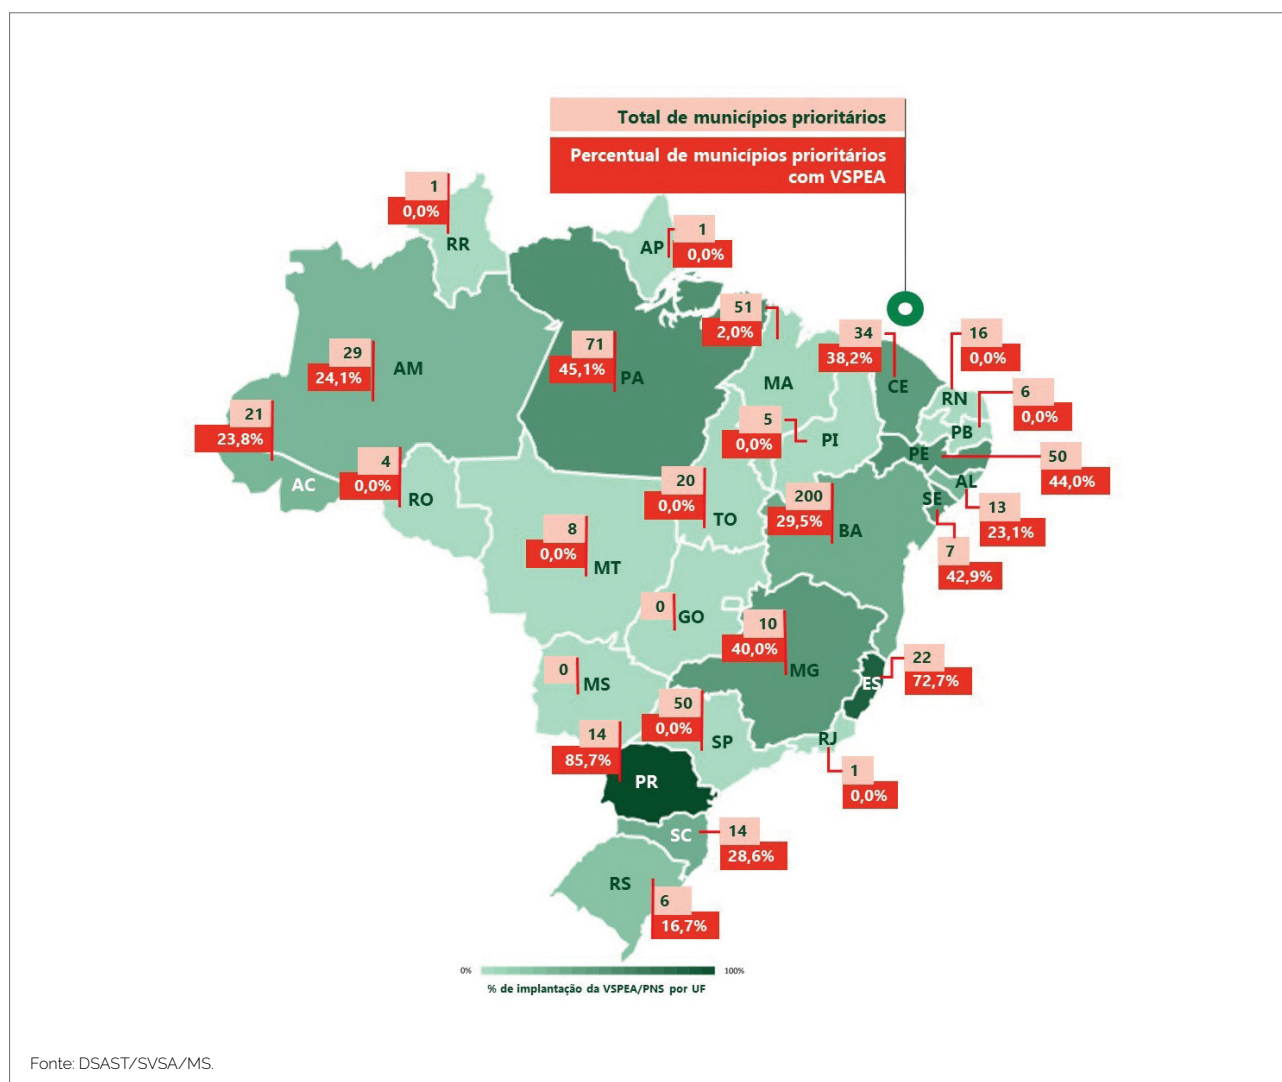 Total de municípios prioritários
Percentual de municípios prioritários
com VSPEA
1
0,0%
RR
AP
1
0,0%
51
2,0%
MA
34
38,2%
CE
16
0,0%
RN
6
0,0%
PB
29
24,1%
AM
71
45,1%
PA
5
0,0%
PI
PE
50
44,0%
21
23,8%
AC
4
0,0%
RO
20
0,0%
TO
200
29,5%
BA
AL
13
23,1%
SE
7
42,9%
8
0,0%
MT
0
GO
10
40,0%
MG
22
72,7%
ES
0
MS
50
0,0%
SP
RJ
1
0,0%
14
85,7%
PR
SC
14
28,6%
RS
6
16,7%
0%
100%
% de implantação da VSPEA/PNS por UF
Fonte: DSAST/SVSA/MS.